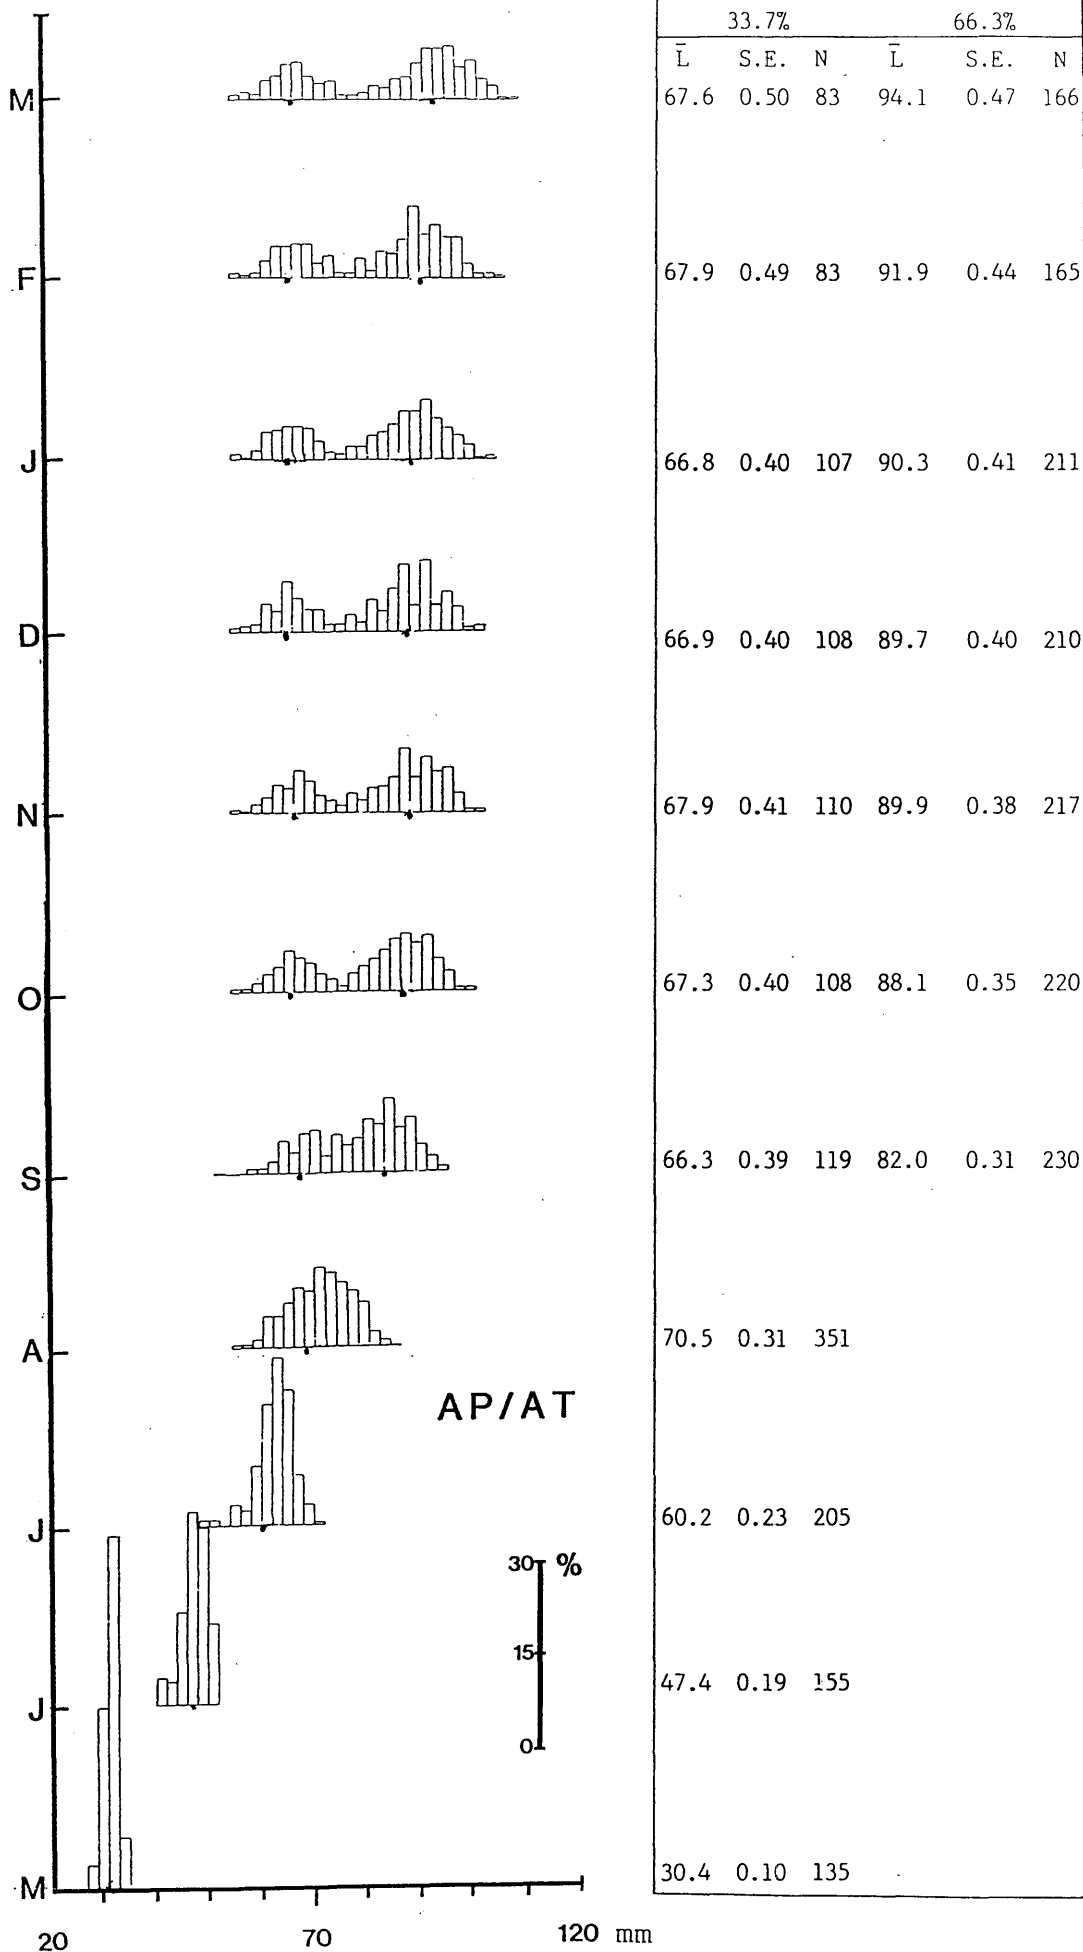 33.7% 66.3%
L̄ S.E. N L̄ S.E. N
M 67.6 0.50 83 94.1 0.47 166
F 67.9 0.49 83 91.9 0.44 165
J 66.8 0.40 107 90.3 0.41 211
D 66.9 0.40 108 89.7 0.40 210
N 67.9 0.41 110 89.9 0.38 217
O 67.3 0.40 108 88.1 0.35 220
S 66.3 0.39 119 82.0 0.31 230
A 70.5 0.31 351
AP/AT
J 60.2 0.23 205
30 %
15
0
J 47.4 0.19 155
M 30.4 0.10 135
20 70 120 mm